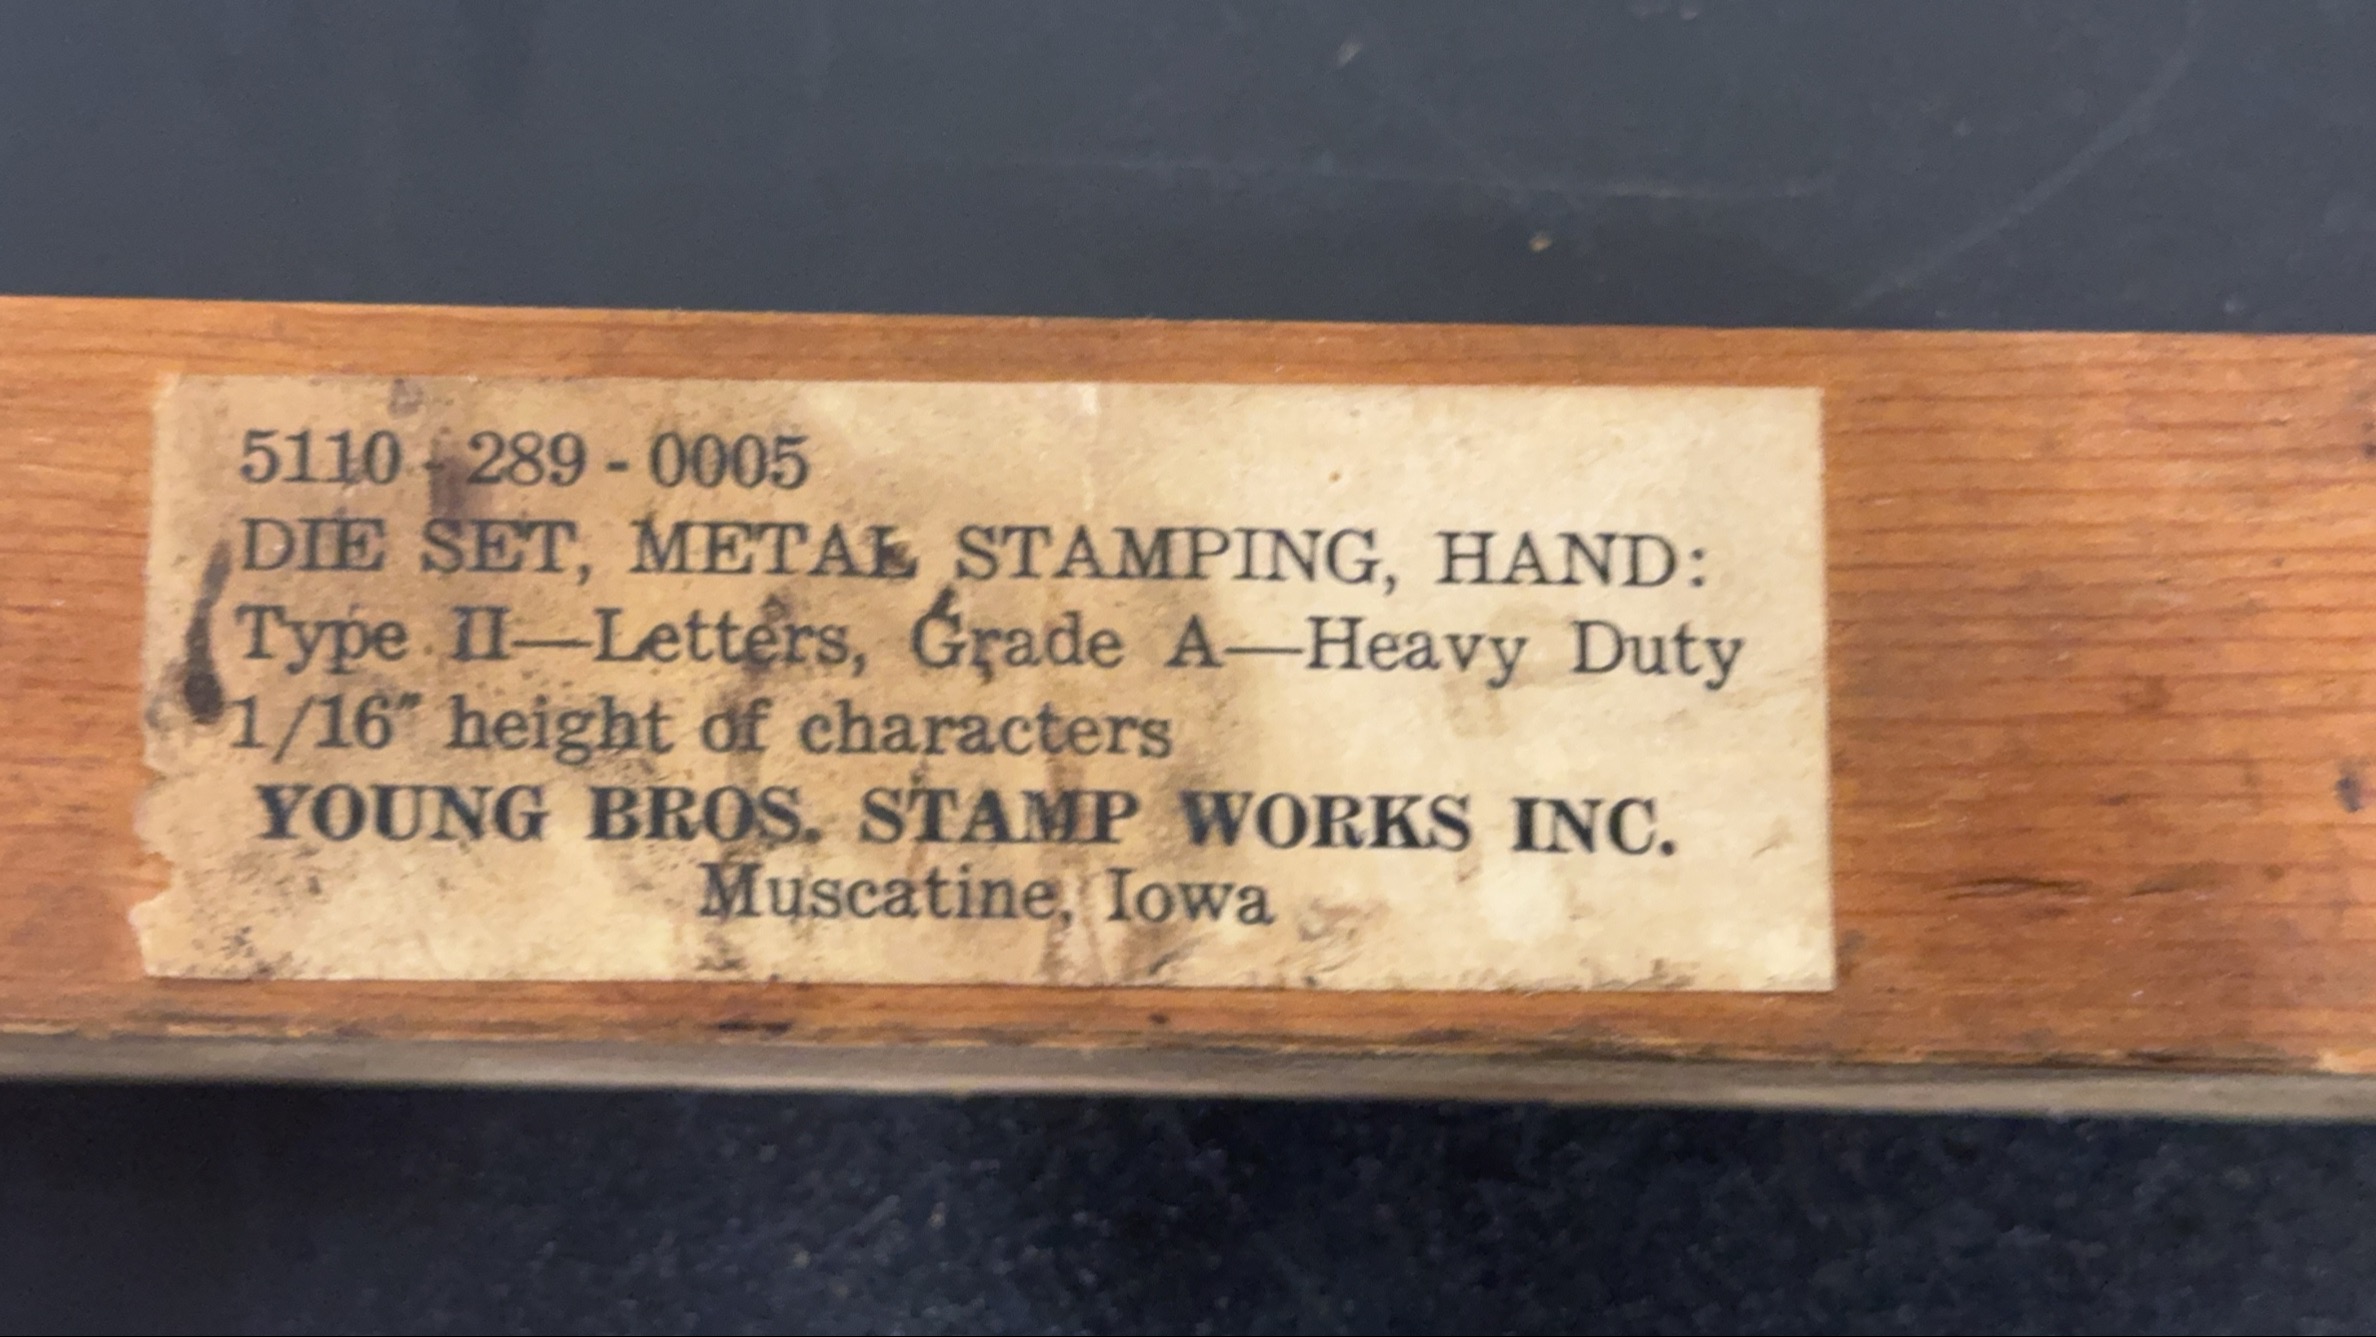 5110 - 289 - 0005
DIE SET, METAL STAMPING, HAND:
Type II—Letters, Grade A—Heavy Duty
1/16" height of characters
YOUNG BROS. STAMP WORKS INC.
Muscatine, Iowa